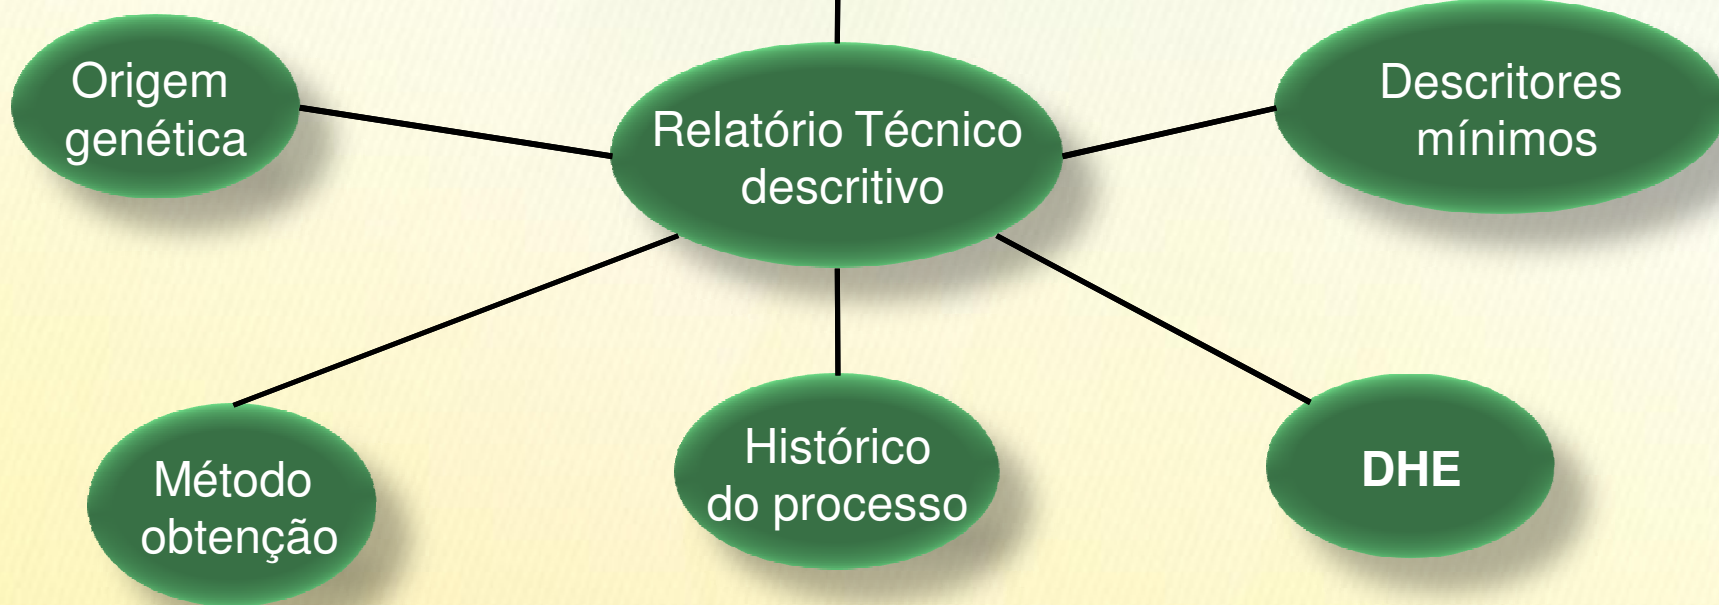 Origem
genética
Relatório Técnico
descritivo
Descritores
mínimos
Método
obtenção
Histórico
do processo
DHE